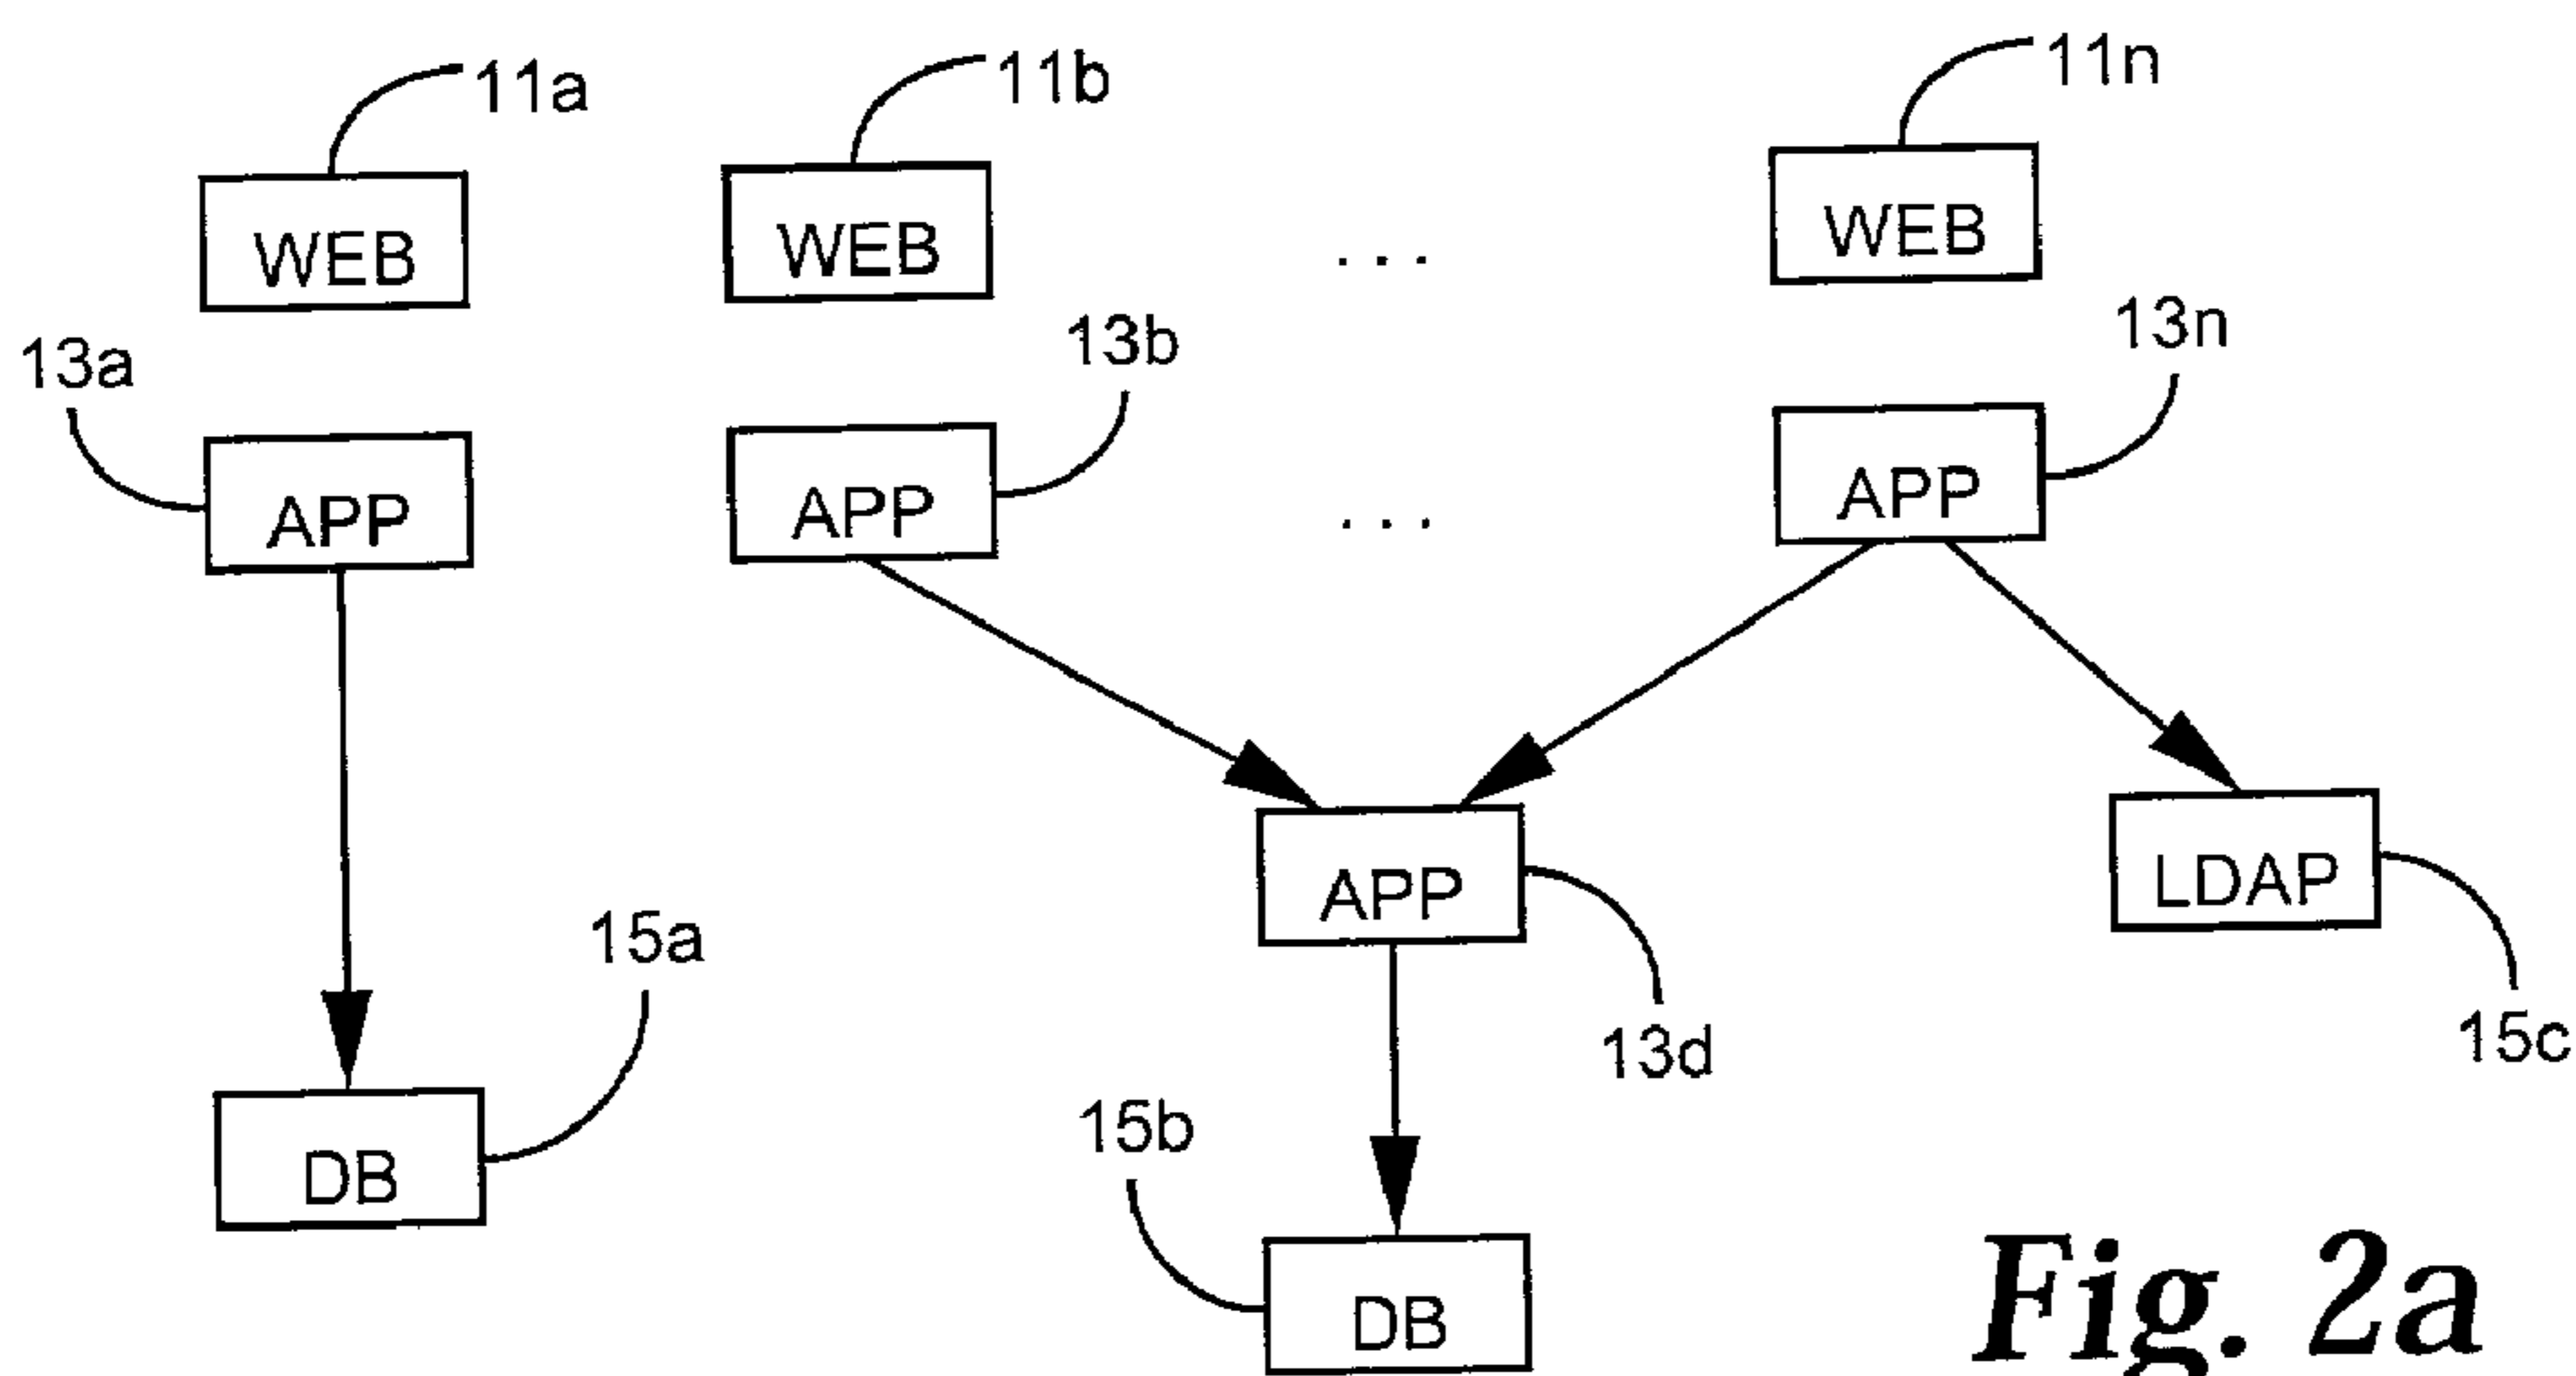 11a
11b
11n
WEB
WEB
...
WEB
13a
13b
13n
APP
APP
...
APP
APP
LDAP
15a
13d
15c
15b
DB
DB
Fig. 2a